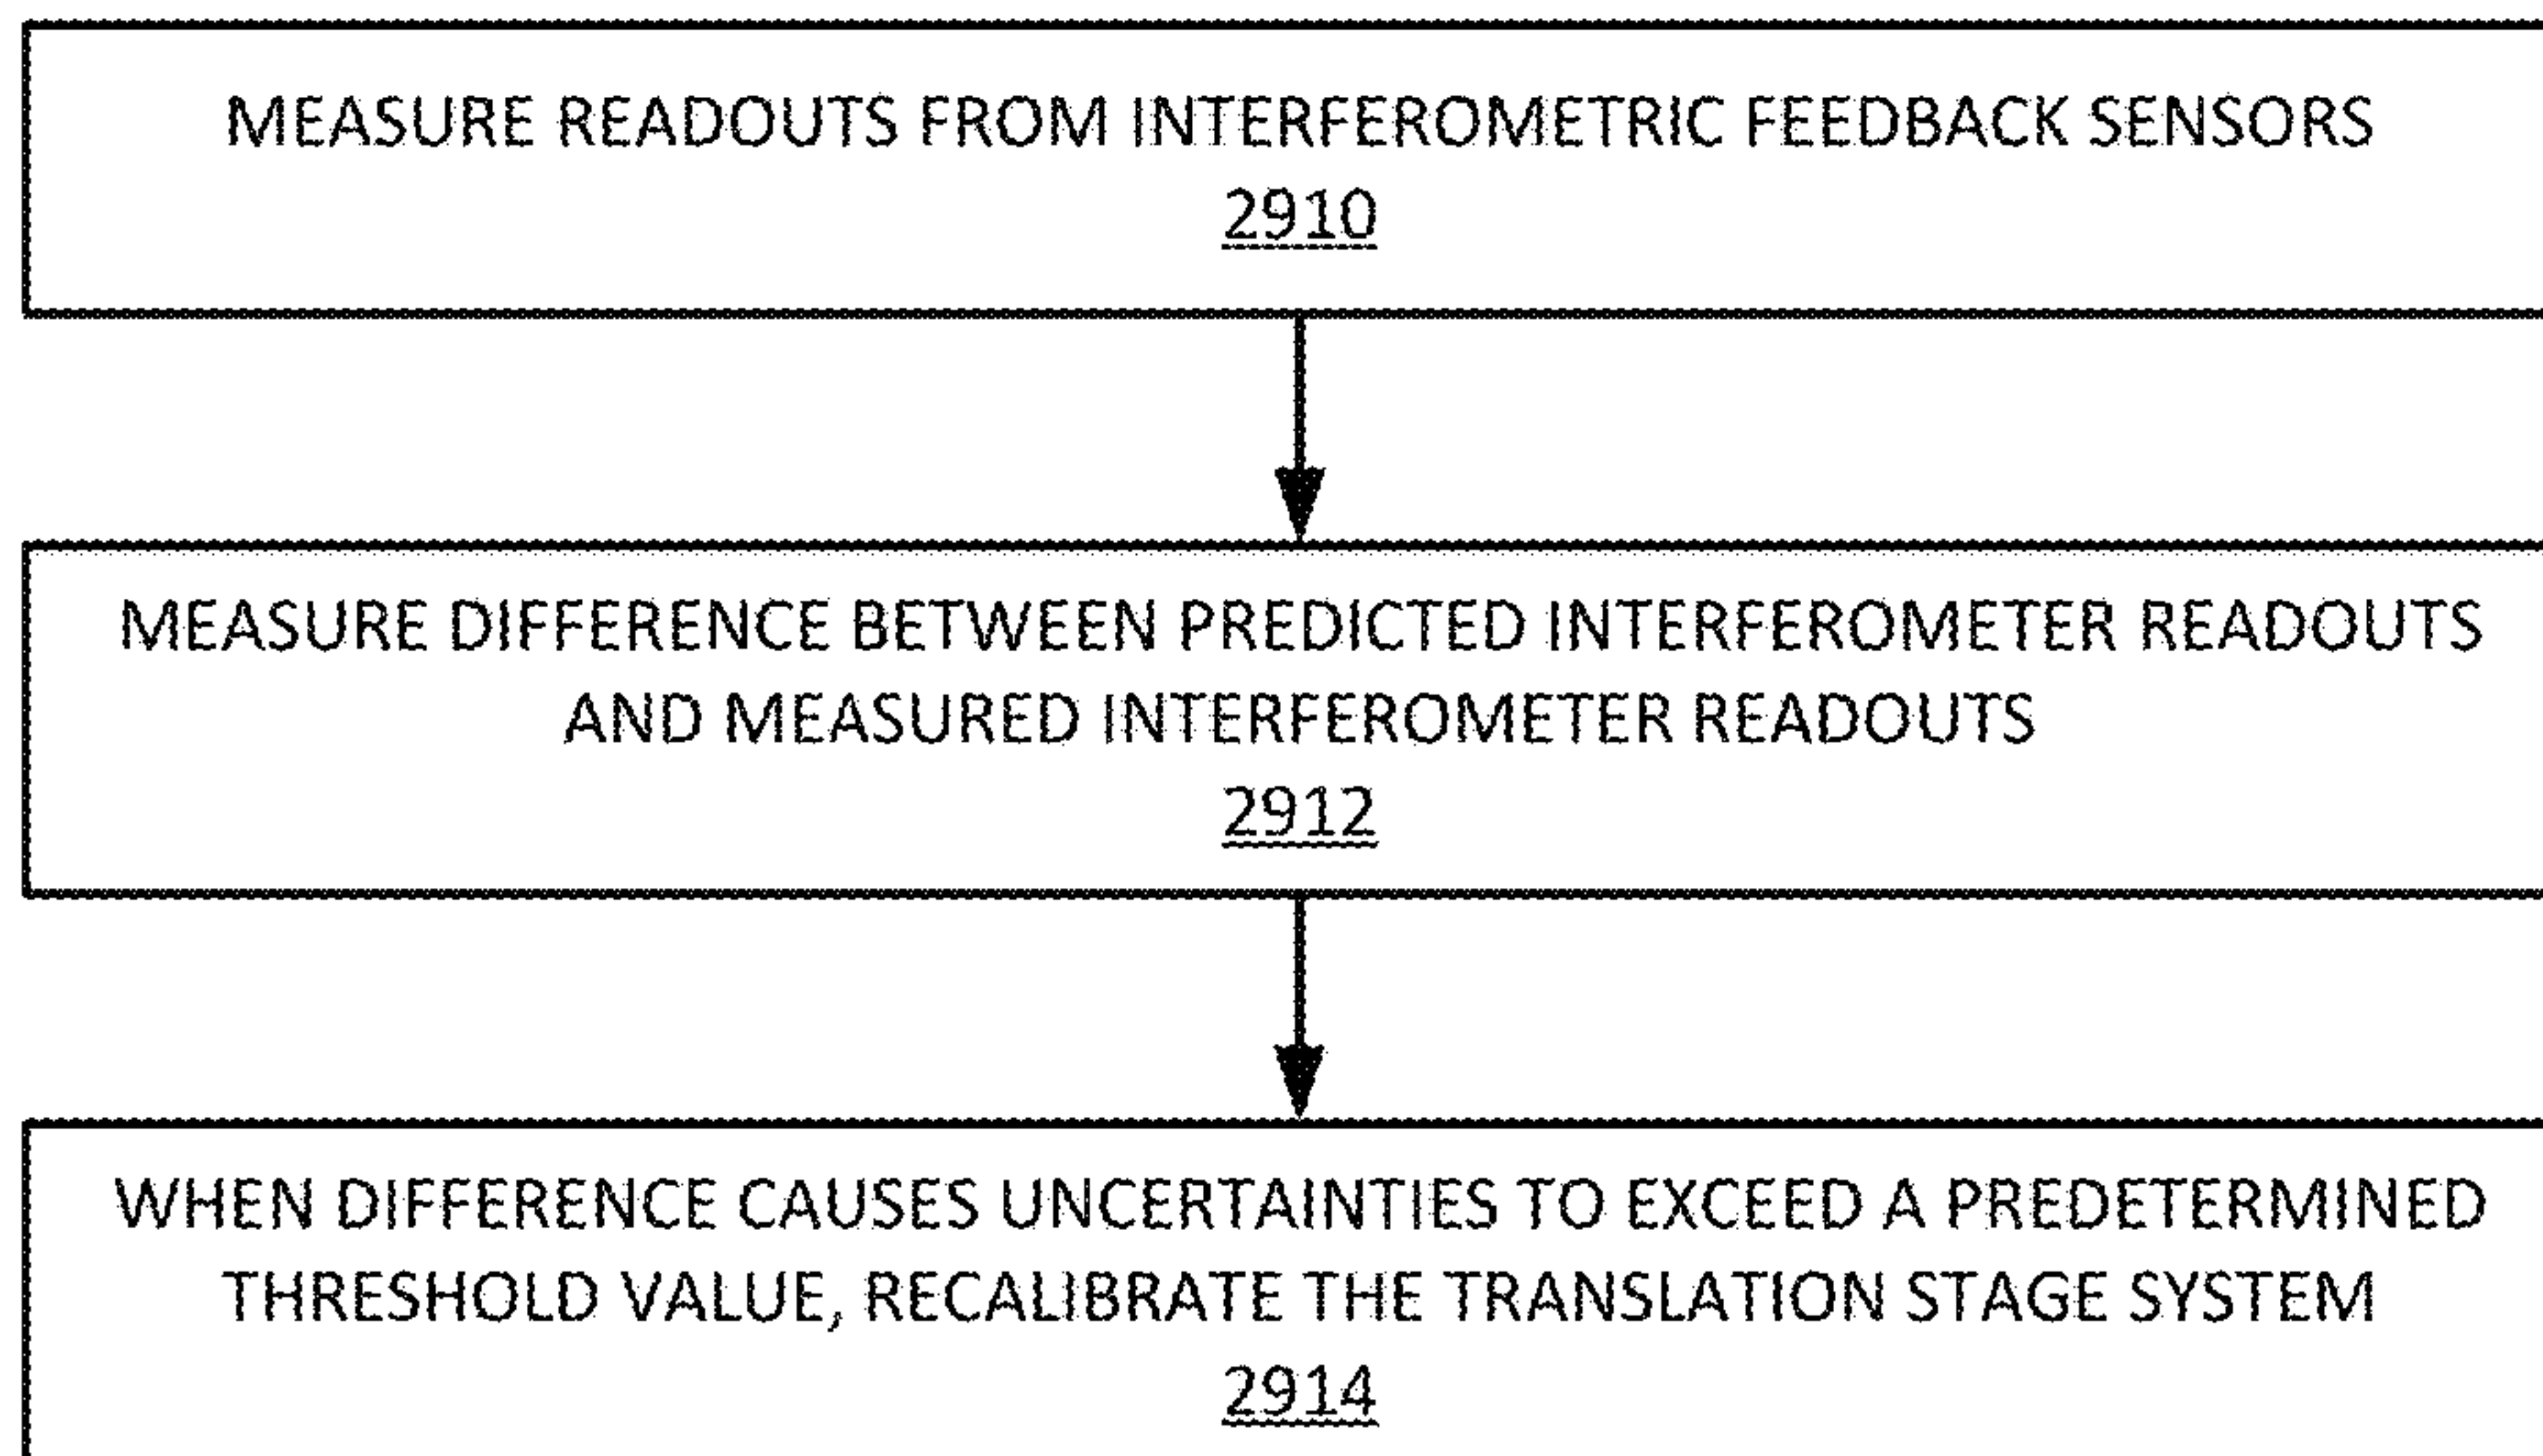 MEASURE READOUTS FROM INTERFEROMETRIC FEEDBACK SENSORS
2910
MEASURE DIFFERENCE BETWEEN PREDICTED INTERFEROMETER READOUTS
AND MEASURED INTERFEROMETER READOUTS
2912
WHEN DIFFERENCE CAUSES UNCERTAINTIES TO EXCEED A PREDETERMINED
THRESHOLD VALUE, RECALIBRATE THE TRANSLATION STAGE SYSTEM
2914